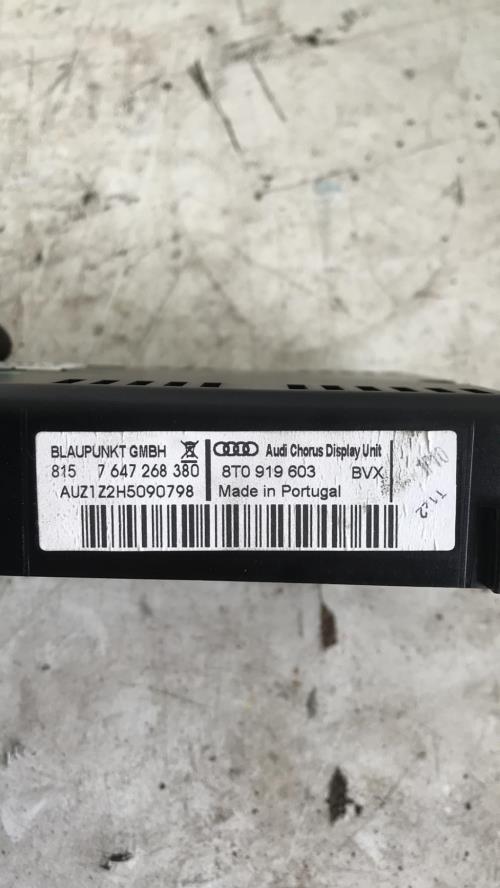 BLAUPUNKT GMBH Audi Chorus Display Unit
815 7 647 268 380 8T0 919 603 BVX
AUZ1Z2H5090798 Made in Portugal